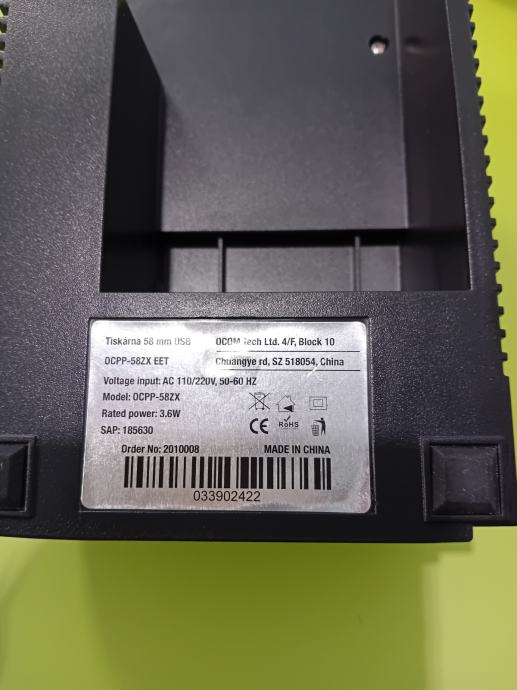 Tiskárna 58 mm USB
OCPP-58ZX EET
OCOM Tech Ltd. 4/F, Block 10
Chuangye rd, SZ 518054, China
Voltage input: AC 110/220V, 50-60 HZ
Model: OCPP-58ZX
Rated power: 3.6W
SAP: 185630
CE RoHS
Order No: 2010008 MADE IN CHINA
033902422